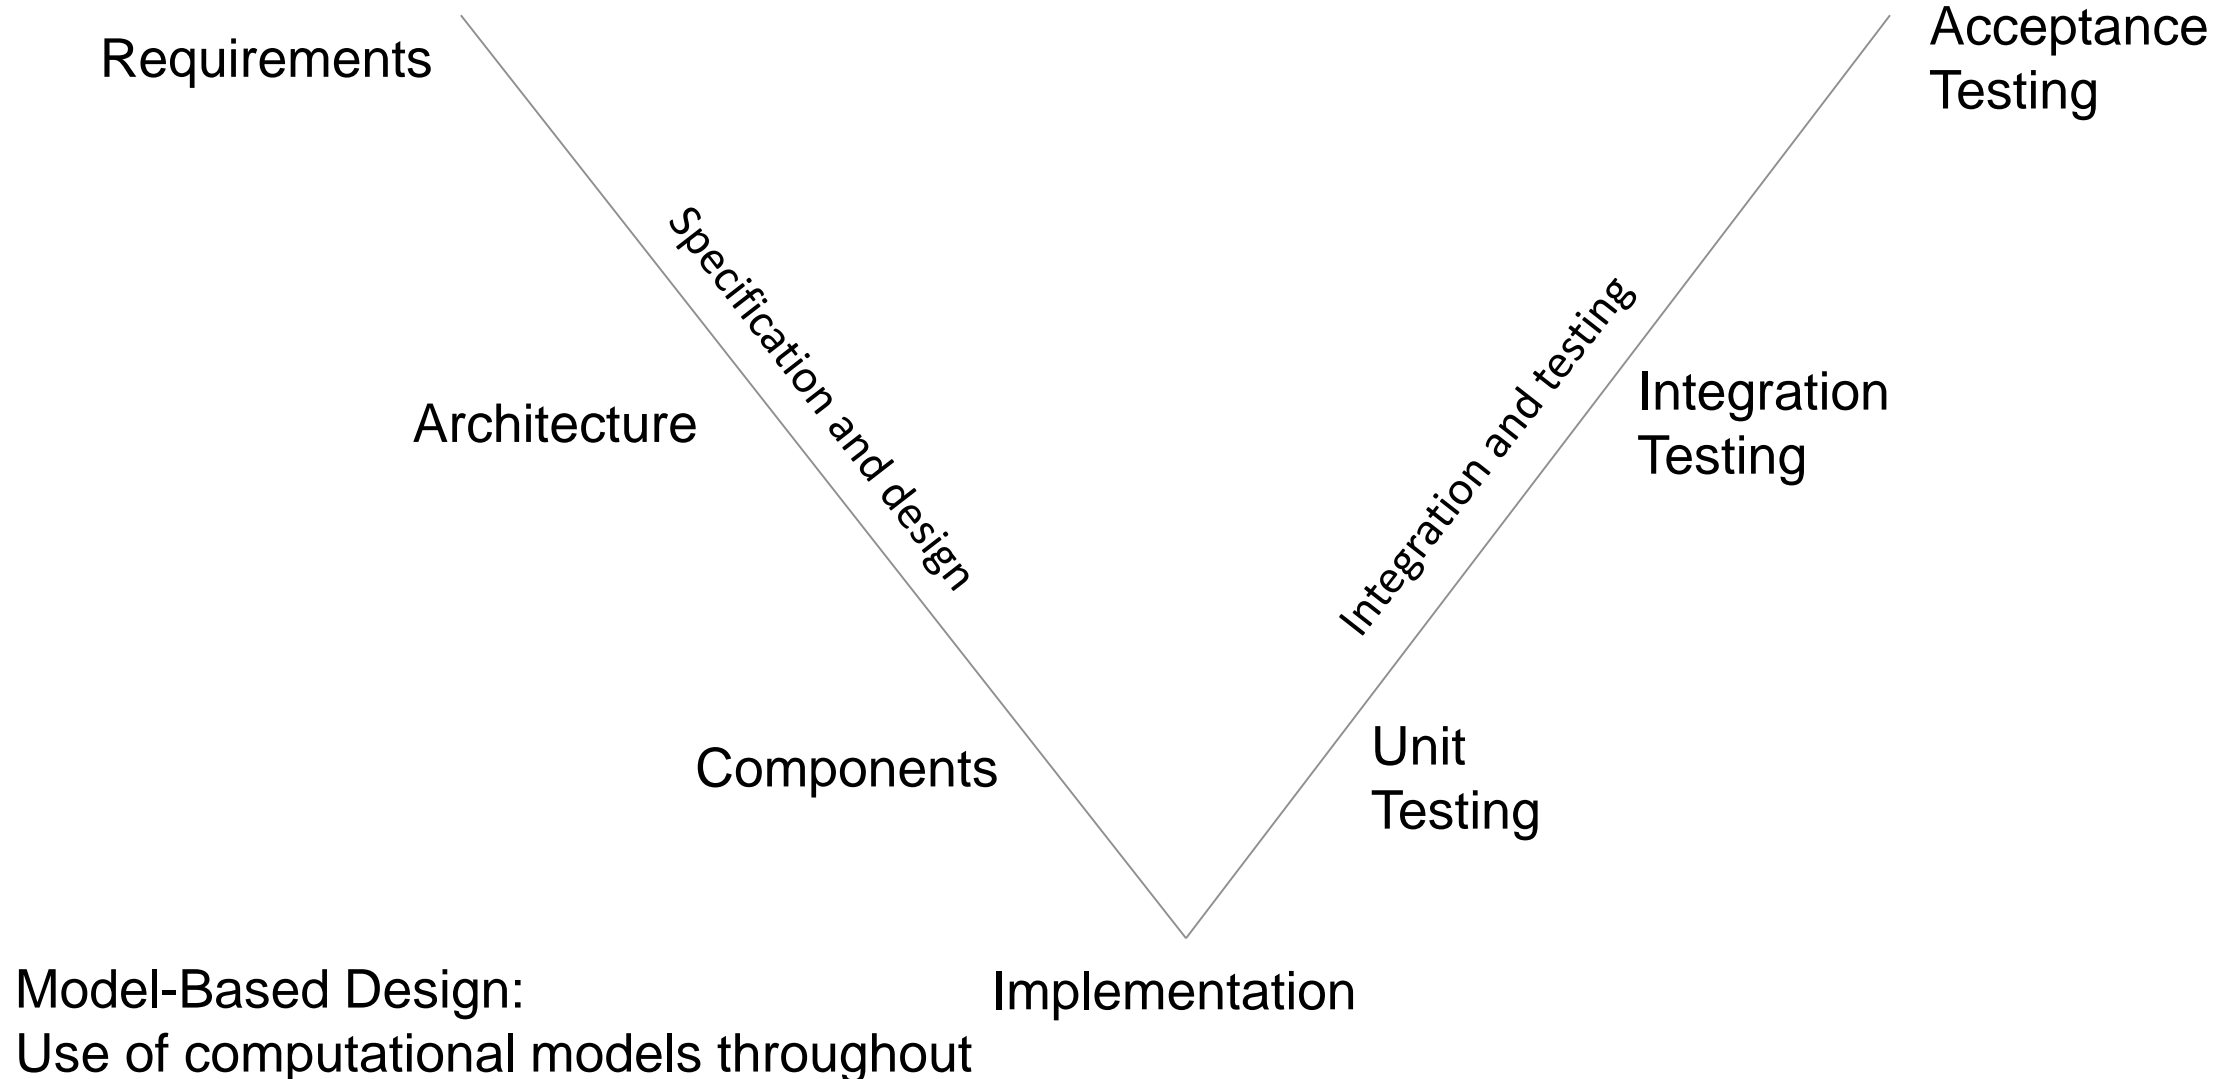 Requirements
Acceptance
Testing
Specification and design
Integration and testing
Architecture
Integration
Testing
Components
Unit
Testing
Implementation
Model-Based Design:
Use of computational models throughout